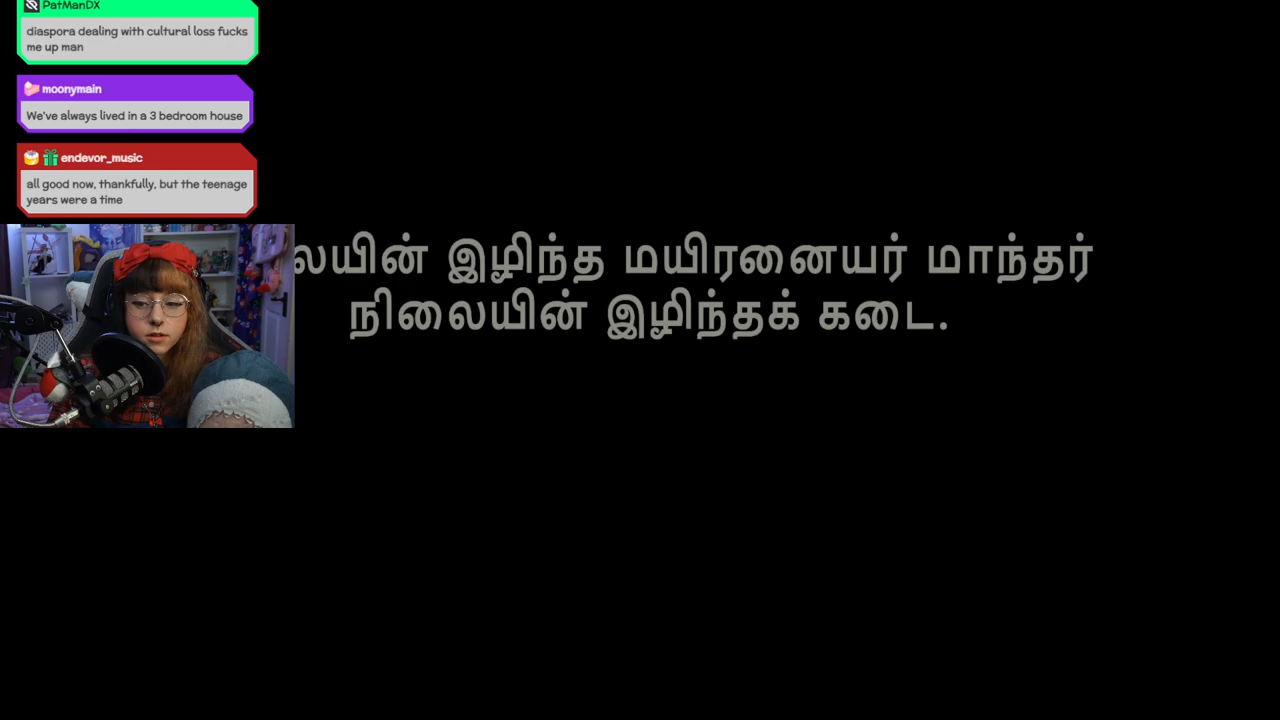 PatManDX
diaspora dealing with cultural loss fucks
me up man
moonymain
We've always lived in a 3 bedroom house
endevor_music
all good now, thankfully, but the teenage
years were a time
இழிந்த மயிரனையர் மாந்தர்
நிலையின் இழிந்தக் கடை.